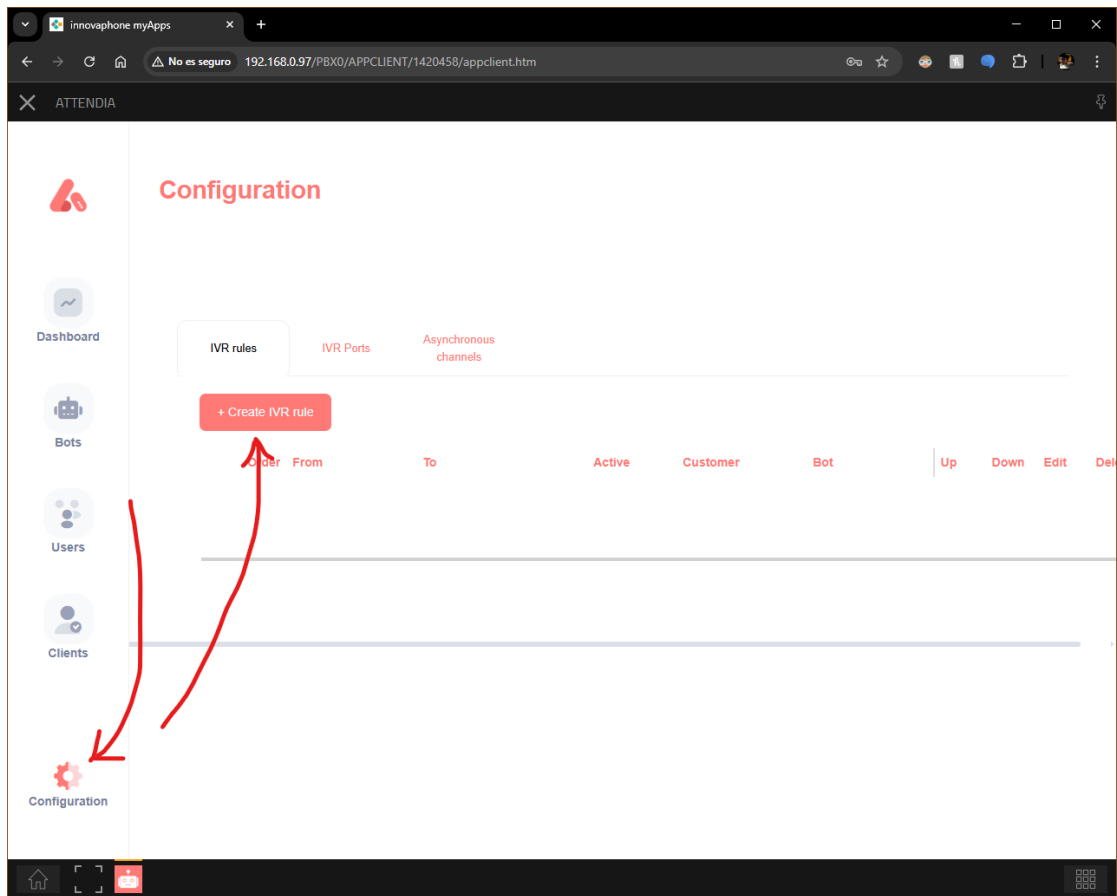 innovaphone myApps
No es seguro 192.168.0.97/PBX0/APPCLIENT/1420458/appclient.htm
ATTENDIA
Configuration
Dashboard
Bots
Users
Clients
Configuration
IVR rules IVR Ports Asynchronous
channels
+ Create IVR rule
Order From To Active Customer Bot Up Down Edit Dele